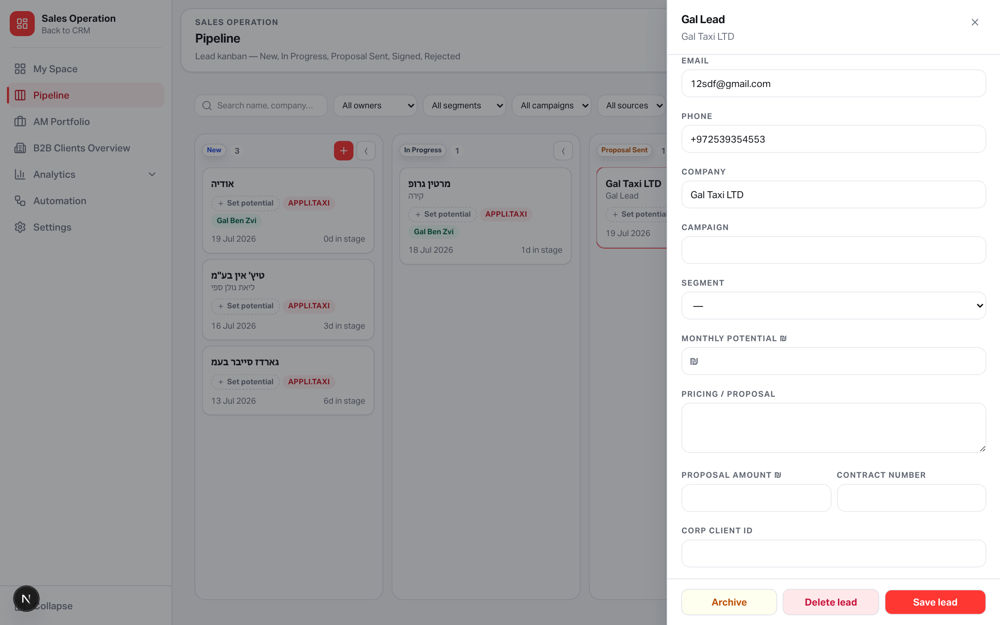 Sales Operation
Back to CRM
My Space
Pipeline
AM Portfolio
B2B Clients Overview
Analytics
Automation
Settings
N
Collapse
SALES OPERATION
Pipeline
Lead kanban — New, In Progress, Proposal Sent, Signed, Rejected
Search name, company...
All owners
All segments
All campaigns
All sources
New 3
אודיה
+ Set potential APPLI.TAXI
Gal Ben Zvi
19 Jul 2026 0d in stage
טיץ' אין בע"מ
ליאת גולן ספי
+ Set potential APPLI.TAXI
16 Jul 2026 3d in stage
גארדז סייבר בעמ
+ Set potential APPLI.TAXI
13 Jul 2026 6d in stage
In Progress 1
מרטין גרופ
קירה
+ Set potential APPLI.TAXI
Gal Ben Zvi
18 Jul 2026 1d in stage
Proposal Sent 1
Gal Taxi LTD
Gal Lead
+ Set potential
19 Jul 2026
Gal Lead
Gal Taxi LTD
EMAIL
12sdf@gmail.com
PHONE
+972539354553
COMPANY
Gal Taxi LTD
CAMPAIGN
SEGMENT
—
MONTHLY POTENTIAL ₪
₪
PRICING / PROPOSAL
PROPOSAL AMOUNT ₪
CONTRACT NUMBER
CORP CLIENT ID
Archive
Delete lead
Save lead